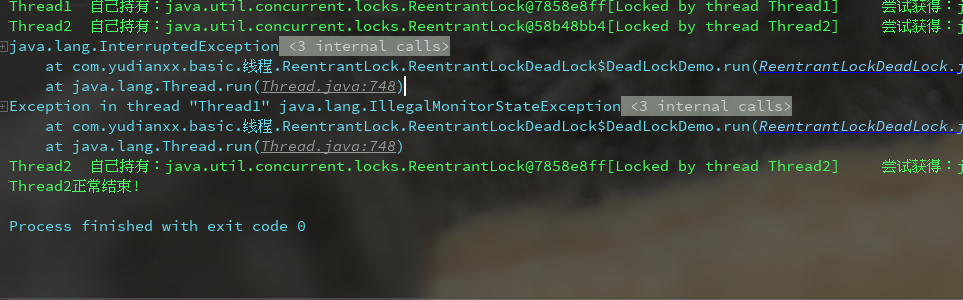 Thread1  自己持有：java.util.concurrent.locks.ReentrantLock@7858e8ff[Locked by thread Thread1]     尝试获得：j
Thread2  自己持有：java.util.concurrent.locks.ReentrantLock@58b48bb4[Locked by thread Thread2]     尝试获得：j
java.lang.InterruptedException <3 internal calls>
    at com.yudianxx.basic.线程.ReentrantLock.ReentrantLockDeadLock$DeadLockDemo.run(ReentrantLockDeadLock.j
    at java.lang.Thread.run(Thread.java:748)
Exception in thread "Thread1" java.lang.IllegalMonitorStateException <3 internal calls>
    at com.yudianxx.basic.线程.ReentrantLock.ReentrantLockDeadLock$DeadLockDemo.run(ReentrantLockDeadLock.j
    at java.lang.Thread.run(Thread.java:748)
Thread2  自己持有：java.util.concurrent.locks.ReentrantLock@7858e8ff[Locked by thread Thread2]     尝试获得：j
Thread2正常结束!
Process finished with exit code 0